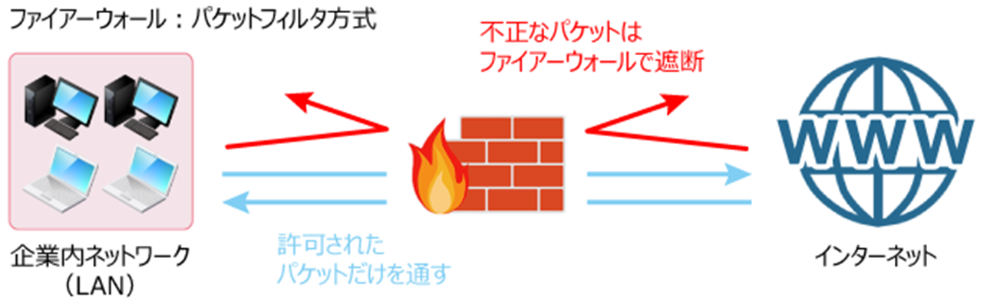 ファイアーウォール：パケットフィルタ方式
不正なパケットは
ファイアーウォールで遮断
WWW
企業内ネットワーク
（LAN）
許可された
パケットだけを通す
インターネット